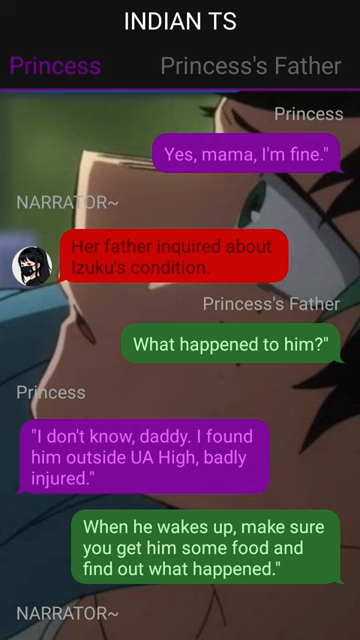 INDIAN TS
Princess
Princess's Father
Princess
Yes, mama, I'm fine."
NARRATOR~
Her father inquired about
Izuku's condition.
Princess's Father
What happened to him?"
Princess
"I don't know, daddy. I found
him outside UA High, badly
injured."
When he wakes up, make sure
you get him some food and
find out what happened."
NARRATOR~